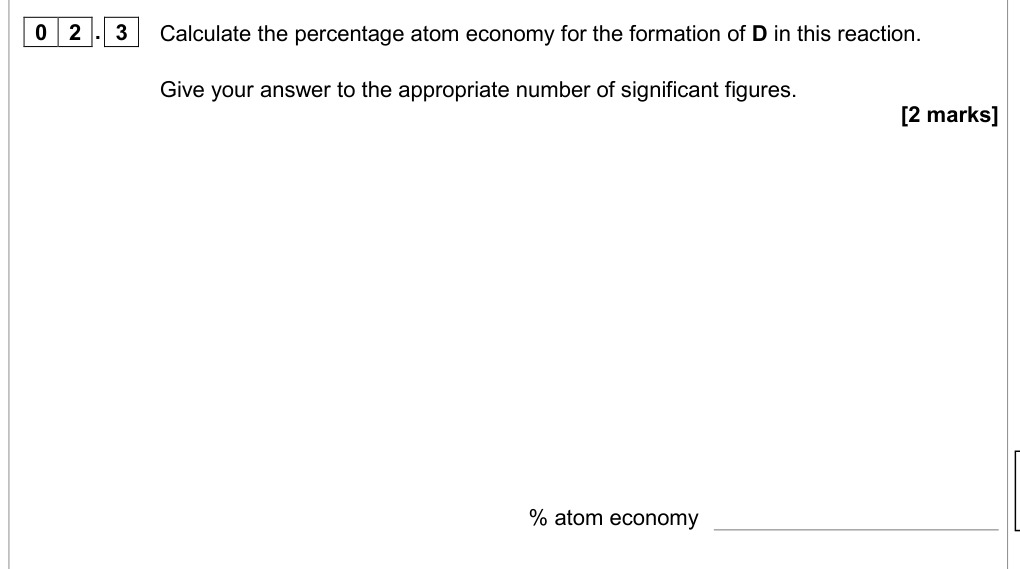 0 2 . 3 Calculate the percentage atom economy for the formation of D in this reaction.
Give your answer to the appropriate number of significant figures.
[2 marks]
% atom economy